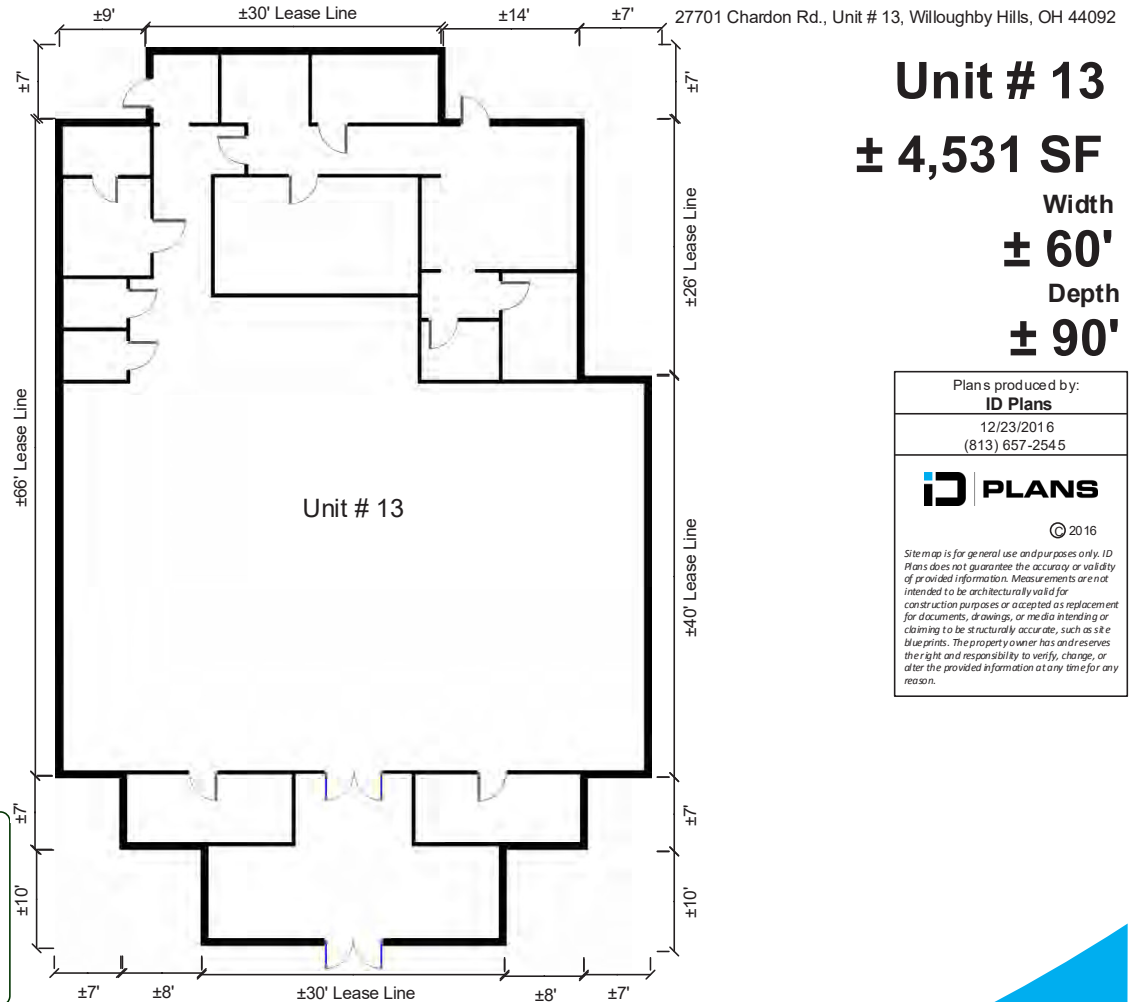 ±9'
±30' Lease Line
±14'
±7'
27701 Chardon Rd., Unit # 13, Willoughby Hills, OH 44092
±7'
±7'
Unit # 13
± 4,531 SF
Width
± 60'
Depth
± 90'
±26' Lease Line
±66' Lease Line
±40' Lease Line
Unit # 13
Plans produced by:
ID Plans
12/23/2016
(813) 657-2545
iD PLANS
© 2016
Site map is for general use and purposes only. ID
Plans does not guarantee the accuracy or validity
of provided information. Measurements are not
intended to be architecturally valid for
construction purposes or accepted as replacement
for documents, drawings, or media intending or
claiming to be structurally accurate, such as site
blueprints. The property owner has and reserves
the right and responsibility to verify, change, or
alter the provided information at any time for any
reason.
±7'
±7'
±10'
±10'
±7'
±8'
±30' Lease Line
±8'
±7'